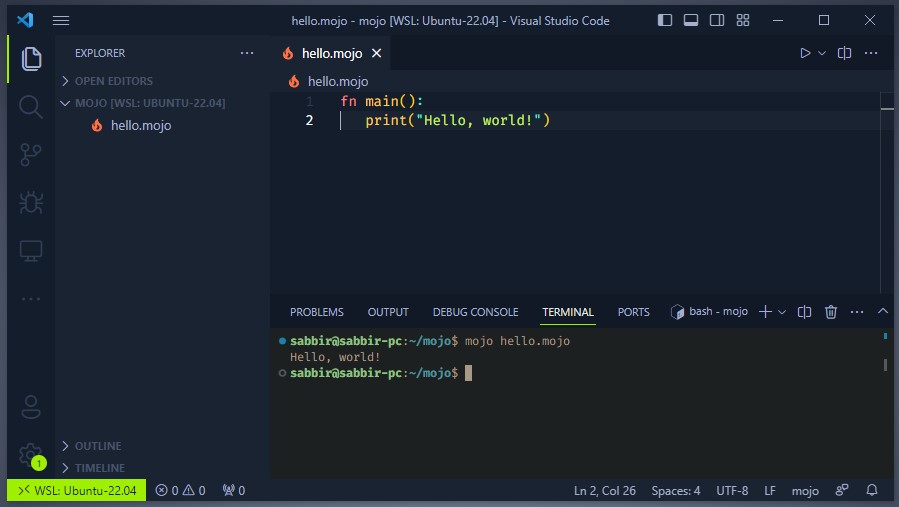 hello.mojo - mojo [WSL: Ubuntu-22.04] - Visual Studio Code
EXPLORER
OPEN EDITORS
MOJO [WSL: UBUNTU-22.04]
hello.mojo
OUTLINE
TIMELINE
hello.mojo
hello.mojo
1 fn main():
2 print("Hello, world!")
PROBLEMS OUTPUT DEBUG CONSOLE TERMINAL PORTS bash - mojo
sabbir@sabbir-pc:~/mojo$ mojo hello.mojo
Hello, world!
sabbir@sabbir-pc:~/mojo$
1
WSL: Ubuntu-22.04 0 0 0 Ln 2, Col 26 Spaces: 4 UTF-8 LF mojo